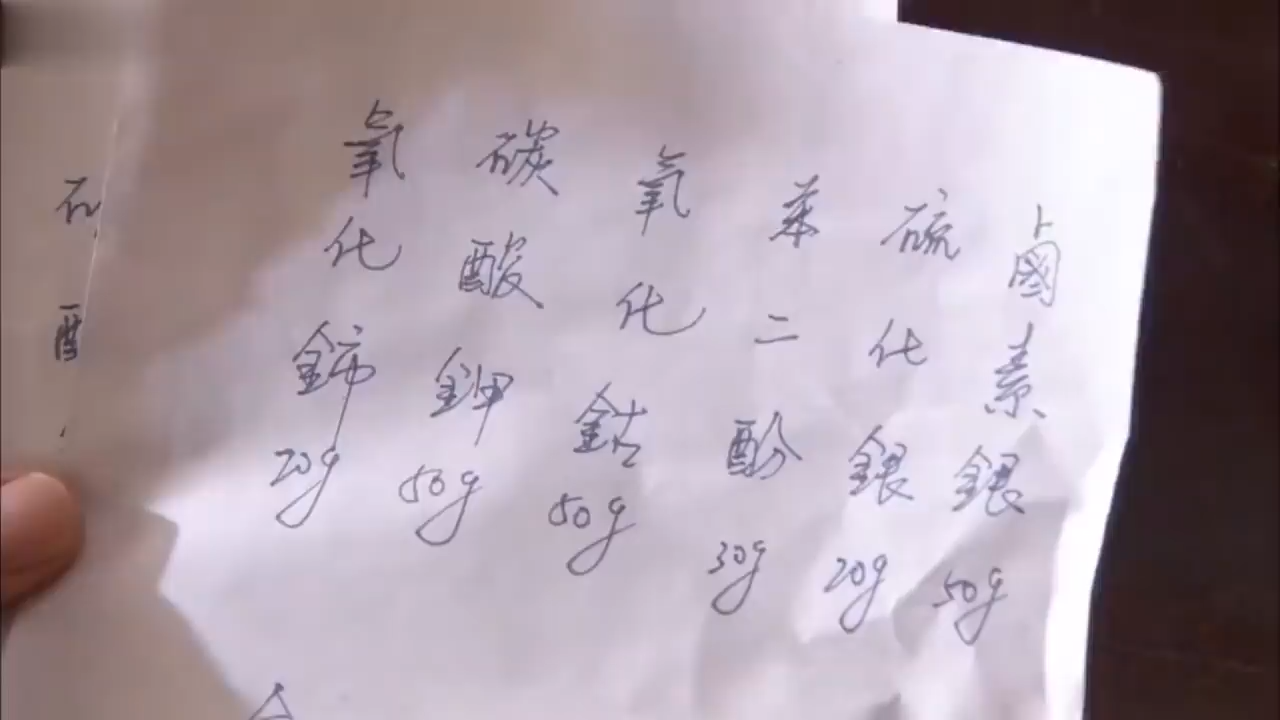 鹵素銀 50g
硫化銀 20g
苯二酚 30g
氧化鈷 50g
碳酸鉀 50g
氧化鈰 20g